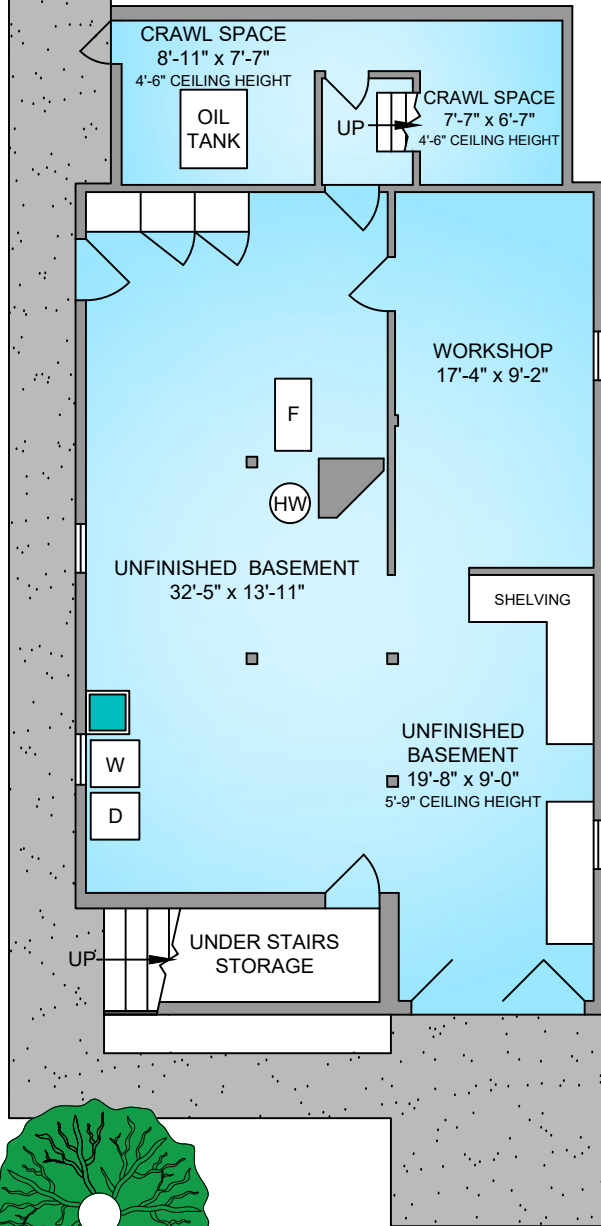 CRAWL SPACE
8'-11" x 7'-7"
4'-6" CEILING HEIGHT
OIL
TANK
UP
CRAWL SPACE
7'-7" x 6'-7"
4'-6" CEILING HEIGHT
WORKSHOP
17'-4" x 9'-2"
F
HW
UNFINISHED BASEMENT
32'-5" x 13'-11"
SHELVING
UNFINISHED
BASEMENT
19'-8" x 9'-0"
5'-9" CEILING HEIGHT
W
D
UP
UNDER STAIRS
STORAGE